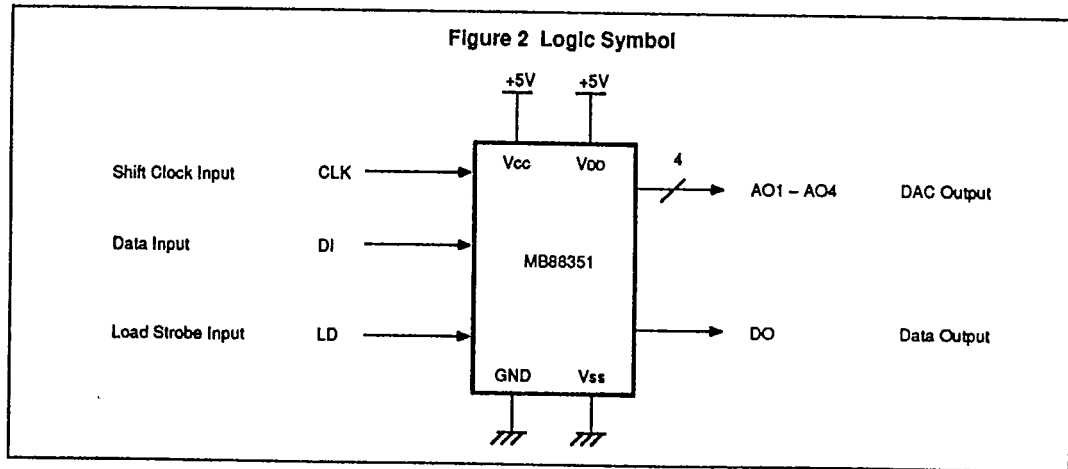 Figure 2 Logic Symbol
+5V +5V
Vcc VDD
4
Shift Clock Input CLK
AO1 – AO4 DAC Output
Data Input DI
MB88351
Load Strobe Input LD
DO Data Output
GND Vss